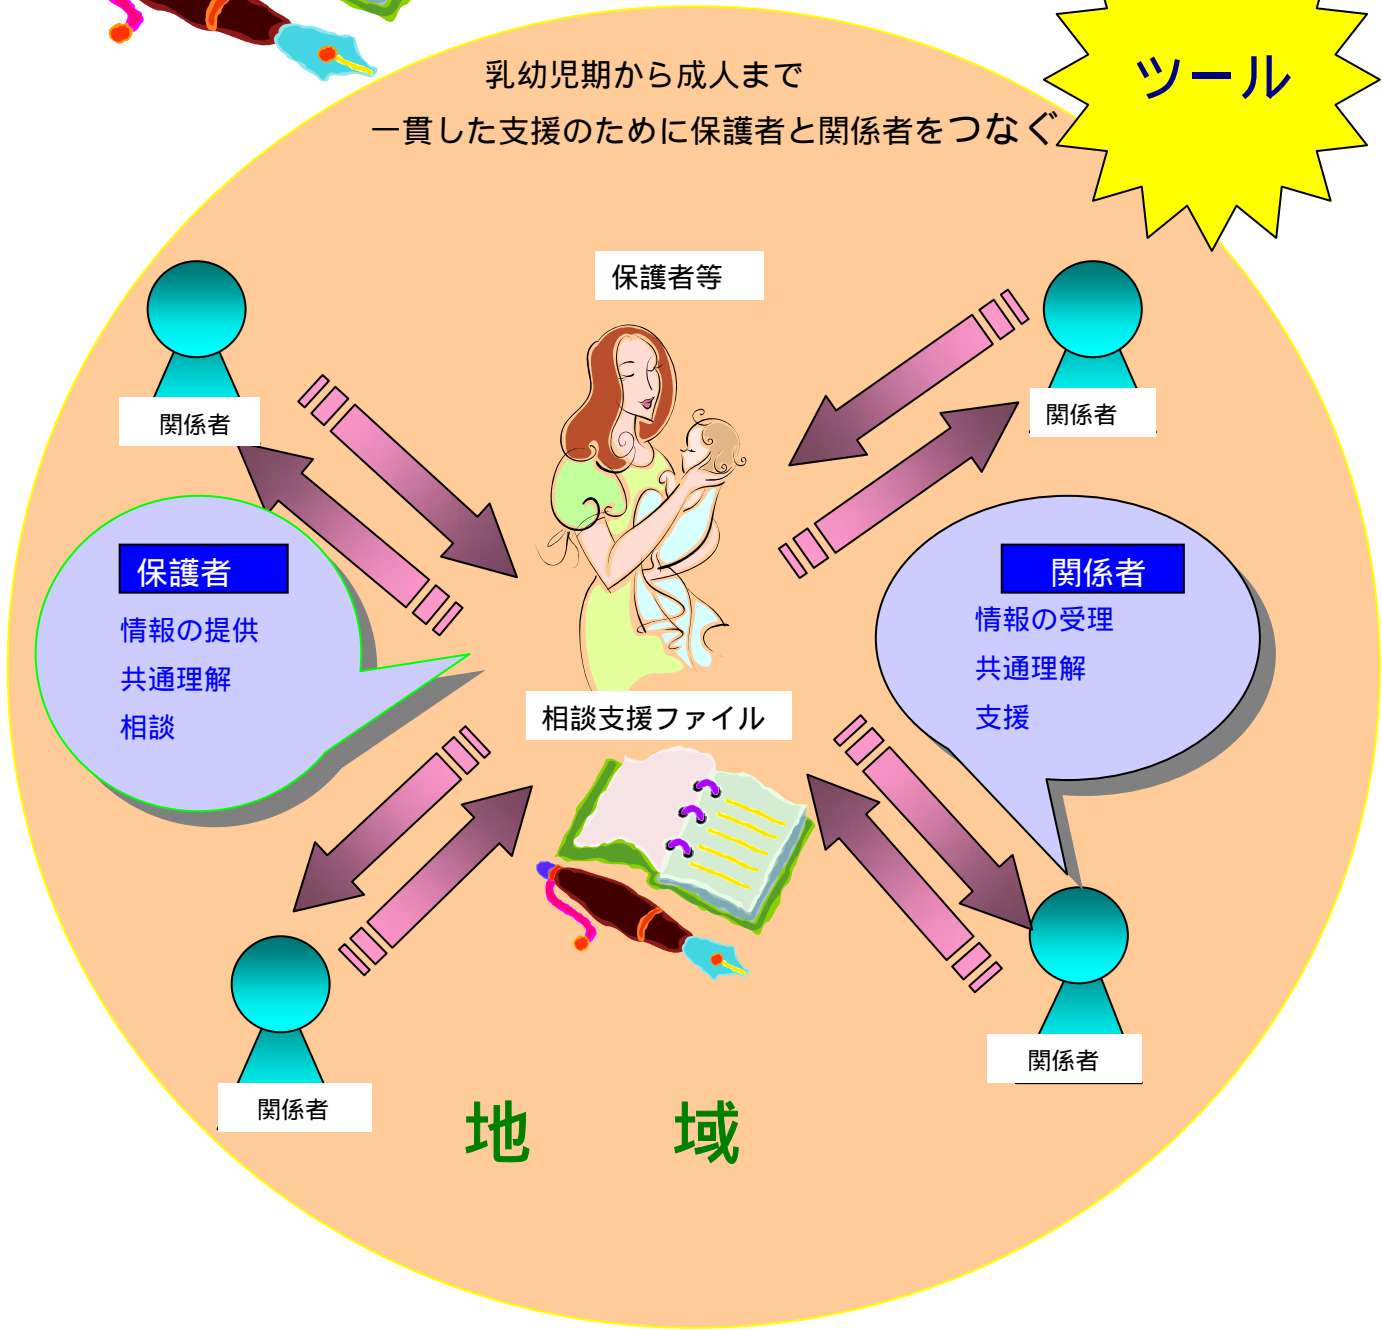 乳幼児期から成人まで
一貫した支援のために保護者と関係者をつなぐ
ツール
保護者等
関係者
関係者
保護者
情報の提供
共通理解
相談
関係者
情報の受理
共通理解
支援
相談支援ファイル
関係者
関係者
地 域